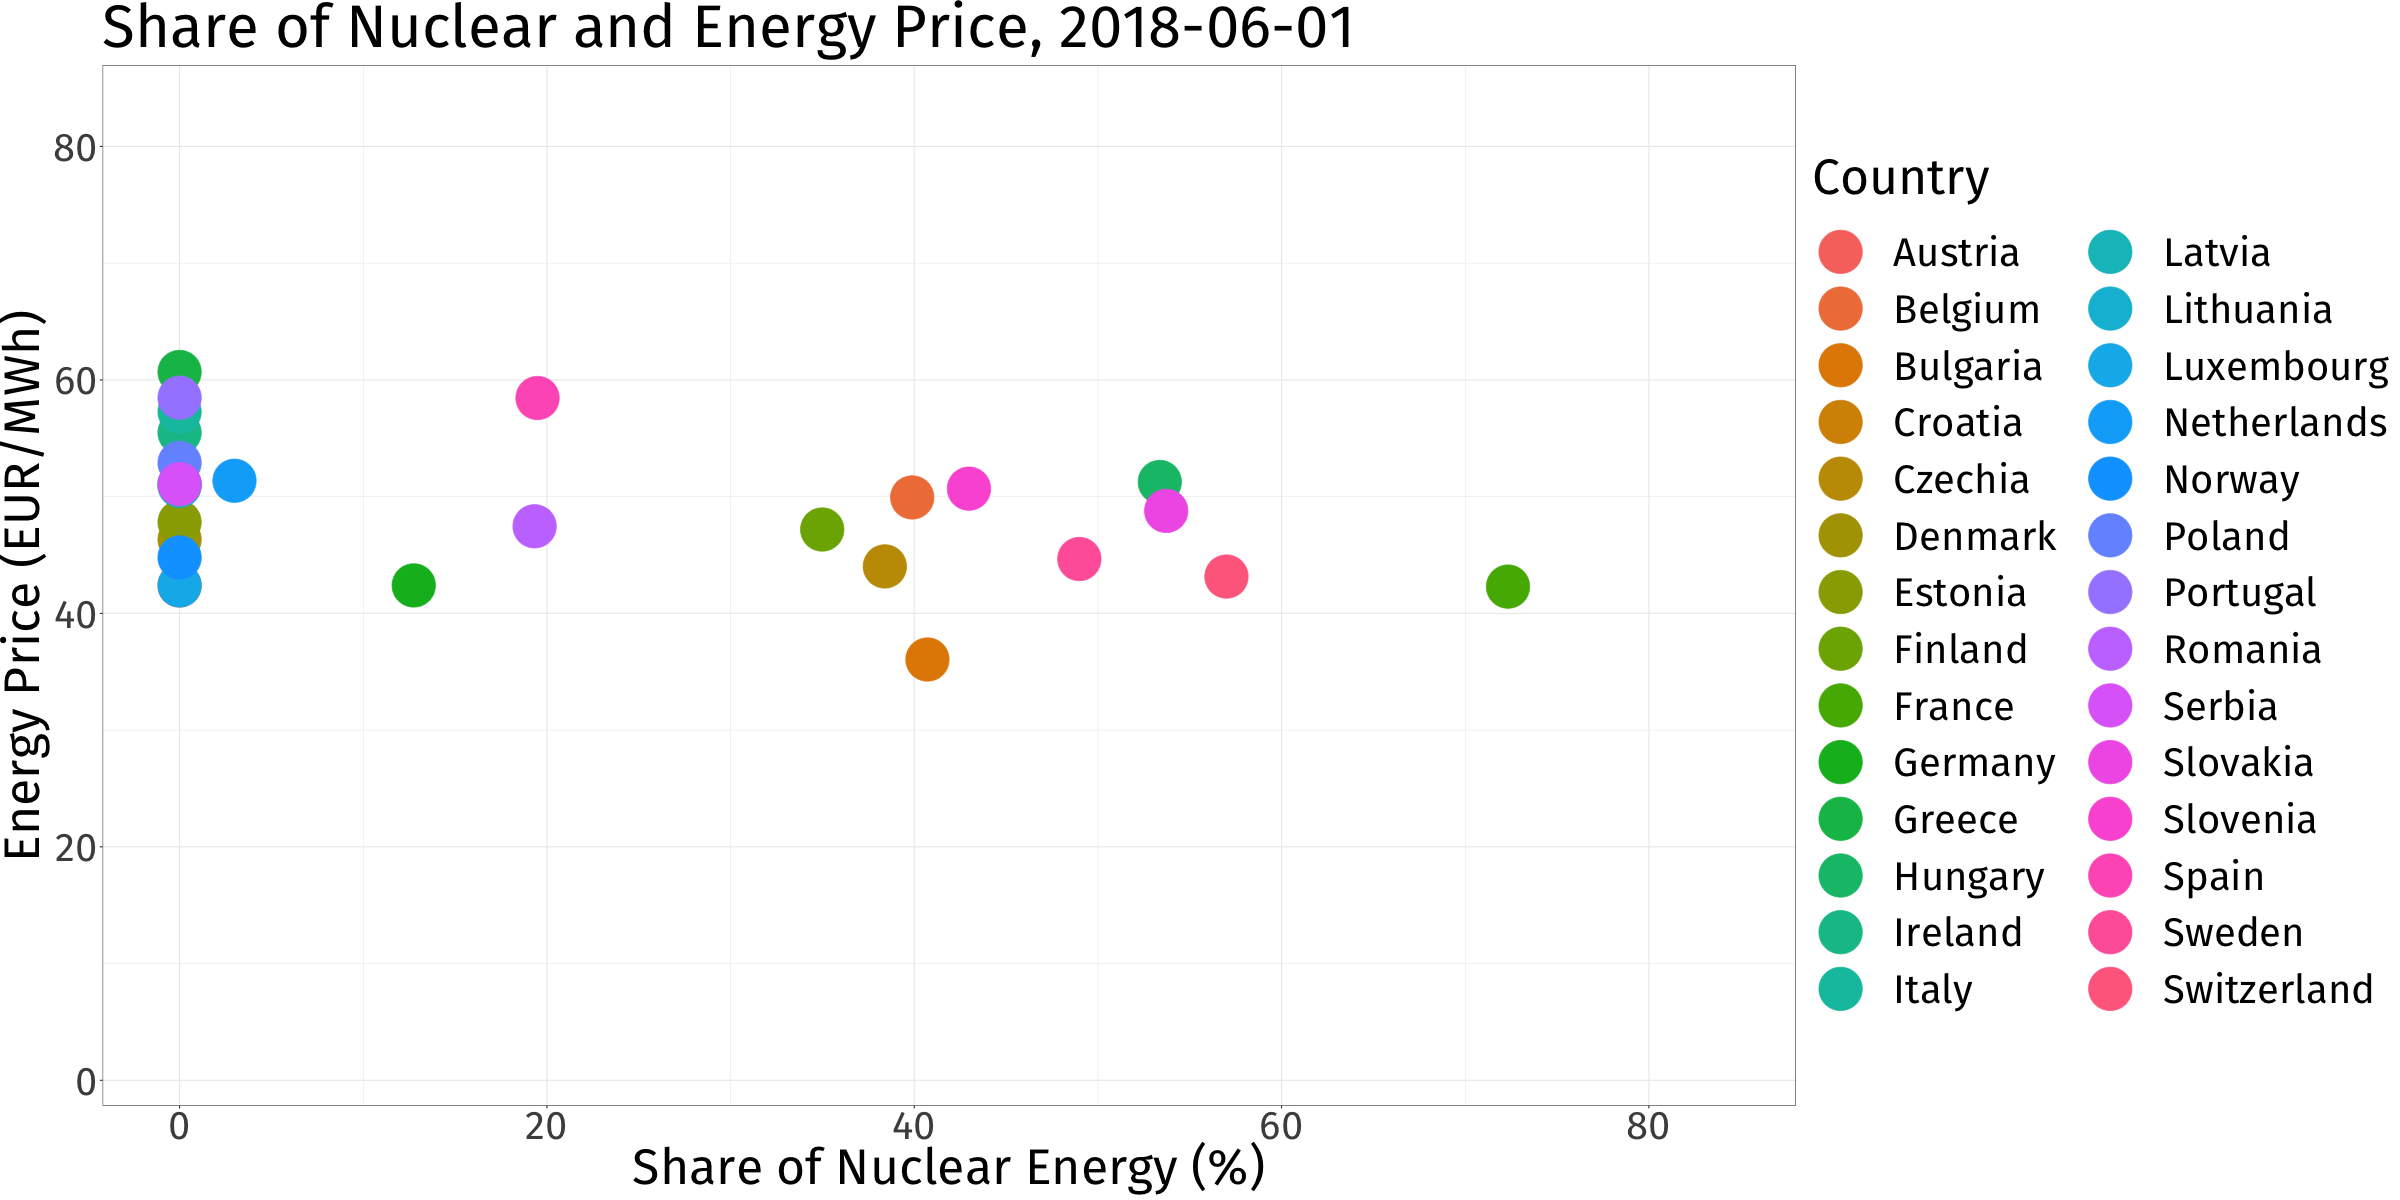 Share of Nuclear and Energy Price, 2018-06-01
Energy Price (EUR/MWh)
80
60
40
20
0
0 20 40 60 80
Share of Nuclear Energy (%)
Country
Austria
Belgium
Bulgaria
Croatia
Czechia
Denmark
Estonia
Finland
France
Germany
Greece
Hungary
Ireland
Italy
Latvia
Lithuania
Luxembourg
Netherlands
Norway
Poland
Portugal
Romania
Serbia
Slovakia
Slovenia
Spain
Sweden
Switzerland